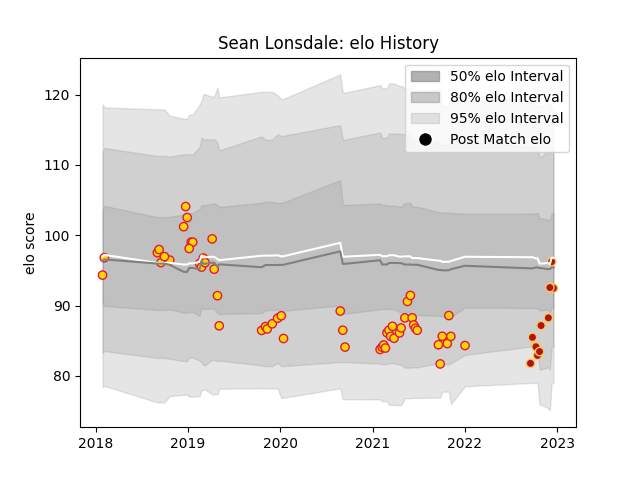 Sean Lonsdale: elo History
50% elo Interval
80% elo Interval
95% elo Interval
Post Match elo
elo score
120
110
100
90
80
2018 2019 2020 2021 2022 2023